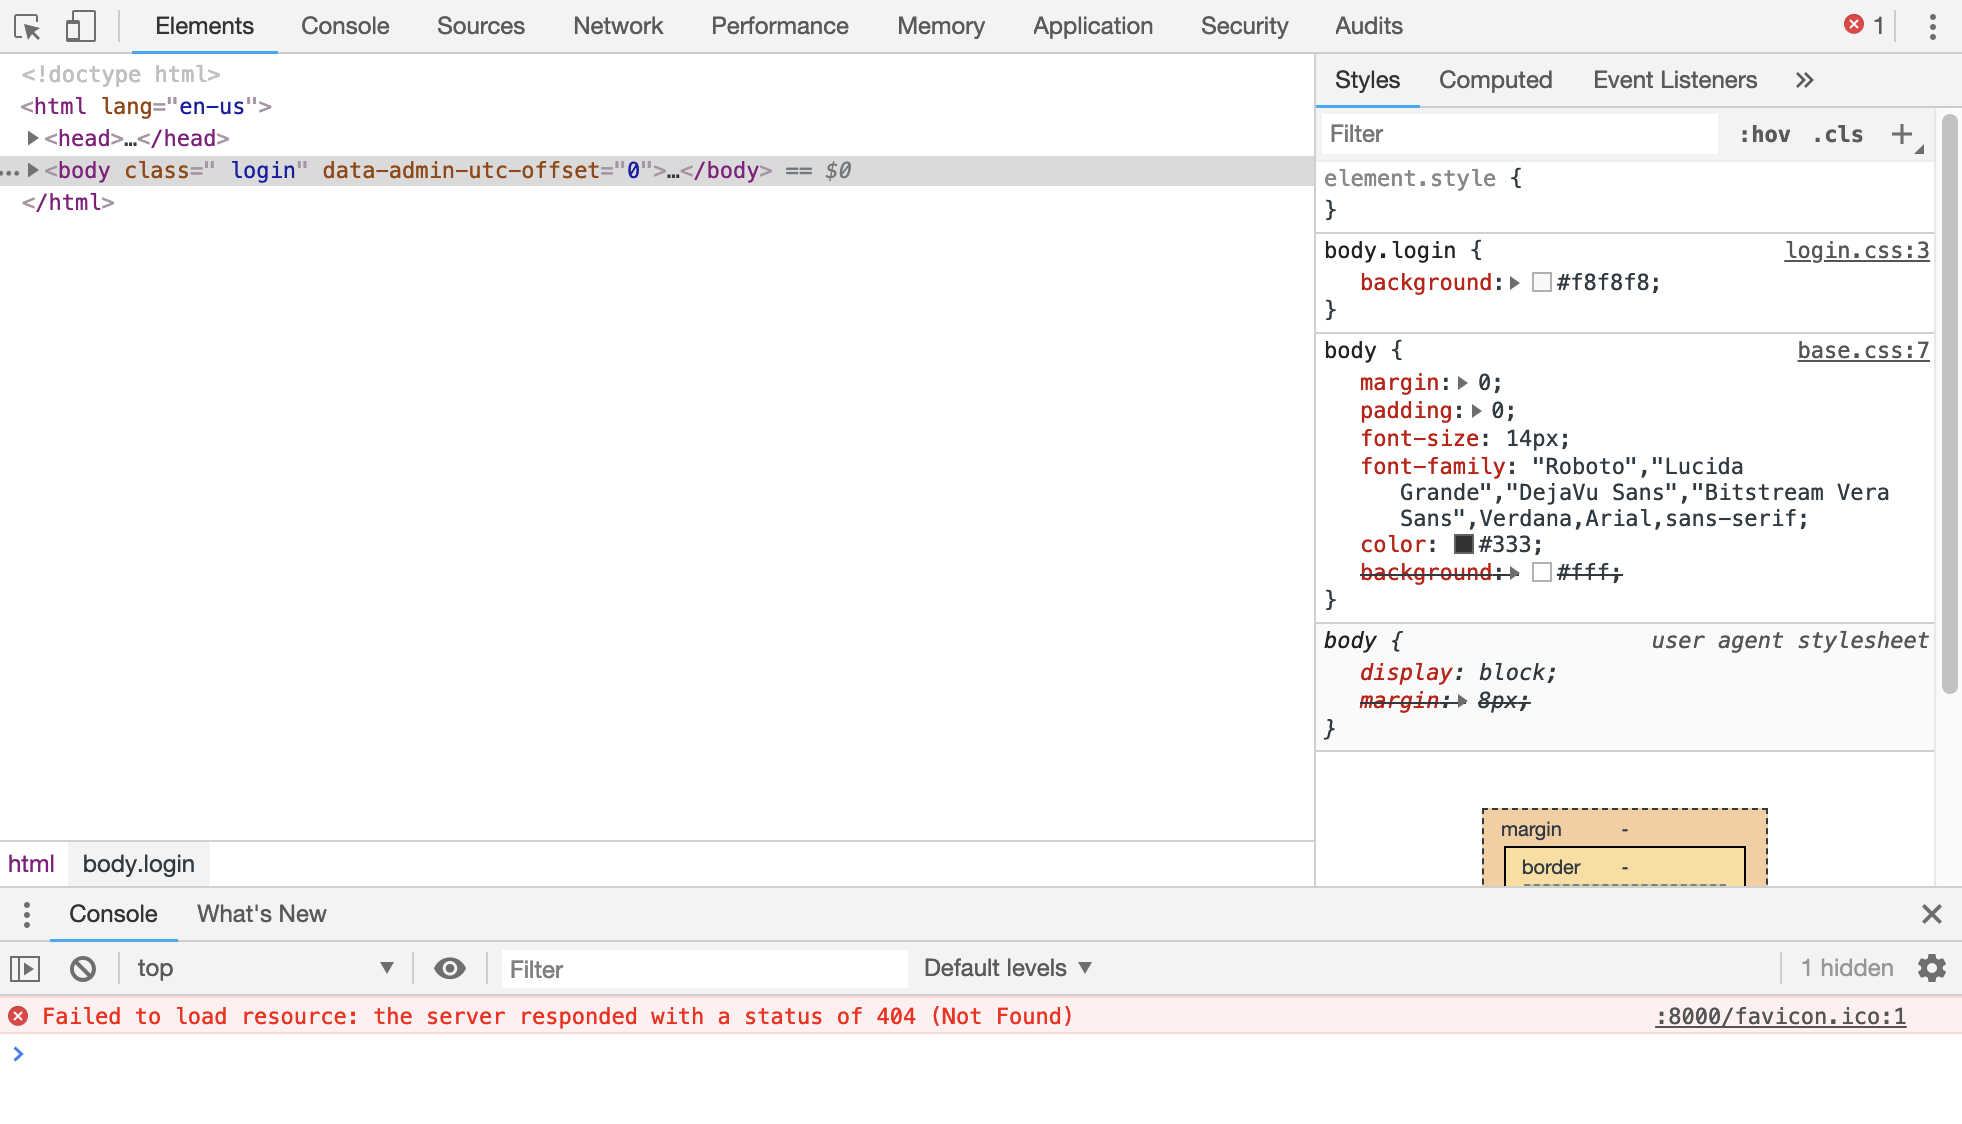 Elements Console Sources Network Performance Memory Application Security Audits 1
<!doctype html>
<html lang="en-us">
<head>…</head>
<body class=" login" data-admin-utc-offset="0">…</body> == $0
</html>
html body.login
Styles Computed Event Listeners »
Filter :hov .cls +
element.style {
}
body.login { login.css:3
background: #f8f8f8;
}
body { base.css:7
margin: 0;
padding: 0;
font-size: 14px;
font-family: "Roboto","Lucida
Grande","DejaVu Sans","Bitstream Vera
Sans",Verdana,Arial,sans-serif;
color: #333;
background: #fff;
}
body { user agent stylesheet
display: block;
margin: 8px;
}
margin -
border -
Console What's New
top Filter Default levels 1 hidden
Failed to load resource: the server responded with a status of 404 (Not Found) :8000/favicon.ico:1